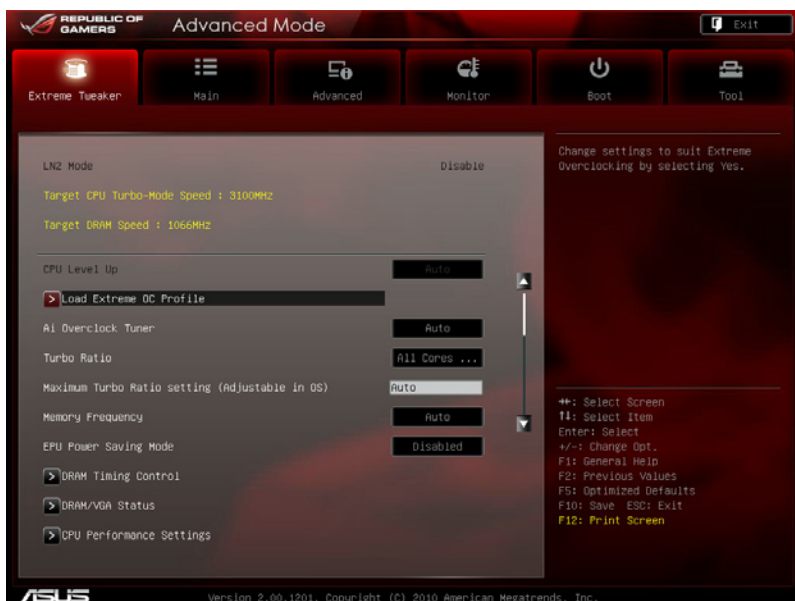 REPUBLIC OF
GAMERS
Advanced Mode
Exit
Extreme Tweaker
Main
Advanced
Monitor
Boot
Tool
LN2 Mode Disable
Target CPU Turbo-Mode Speed : 3100MHz
Target DRAM Speed : 1066MHz
CPU Level Up Auto
> Load Extreme OC Profile
Ai Overclock Tuner Auto
Turbo Ratio All Cores ...
Maximum Turbo Ratio setting (Adjustable in OS) Auto
Memory Frequency Auto
EPU Power Saving Mode Disabled
> DRAM Timing Control
> DRAM/VGA Status
> CPU Performance Settings
Change settings to suit Extreme
Overclocking by selecting Yes.
→←: Select Screen
↑↓: Select Item
Enter: Select
+/-: Change Opt.
F1: General Help
F2: Previous Values
F5: Optimized Defaults
F10: Save ESC: Exit
F12: Print Screen
ASUS
Version 2.00.1201. Copyright (C) 2010 American Megatrends, Inc.